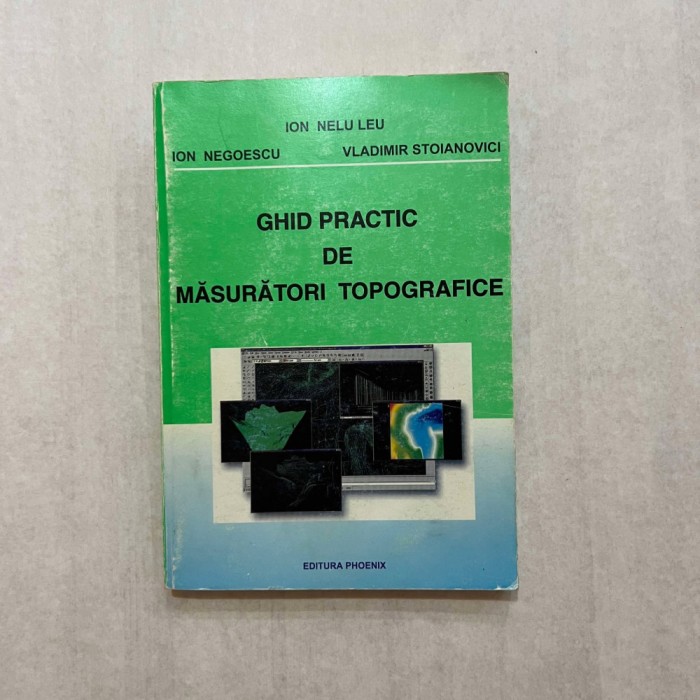 ION NELU LEU
ION NEGOESCU VLADIMIR STOIANOVICI
GHID PRACTIC
DE
MĂSURĂTORI TOPOGRAFICE
EDITURA PHOENIX